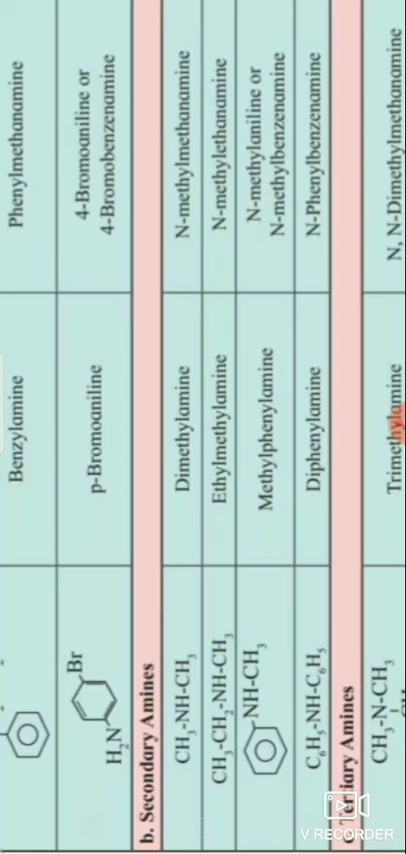 Benzylamine
Phenylmethanamine
H₂N
Br
p-Bromoaniline
4-Bromoaniline or
4-Bromobenzenamine
b. Secondary Amines
CH₃-NH-CH₃
Dimethylamine
N-methylmethanamine
CH₃-CH₂-NH-CH₃
Ethylmethylamine
N-methylethanamine
NH-CH₃
Methylphenylamine
N-methylaniline or
N-methylbenzenamine
C₆H₅-NH-C₆H₅
Diphenylamine
N-Phenylbenzenamine
c. Tertiary Amines
CH₃-N-CH₃
Trimethylamine
N, N-Dimethylmethanamine
V RECORDER